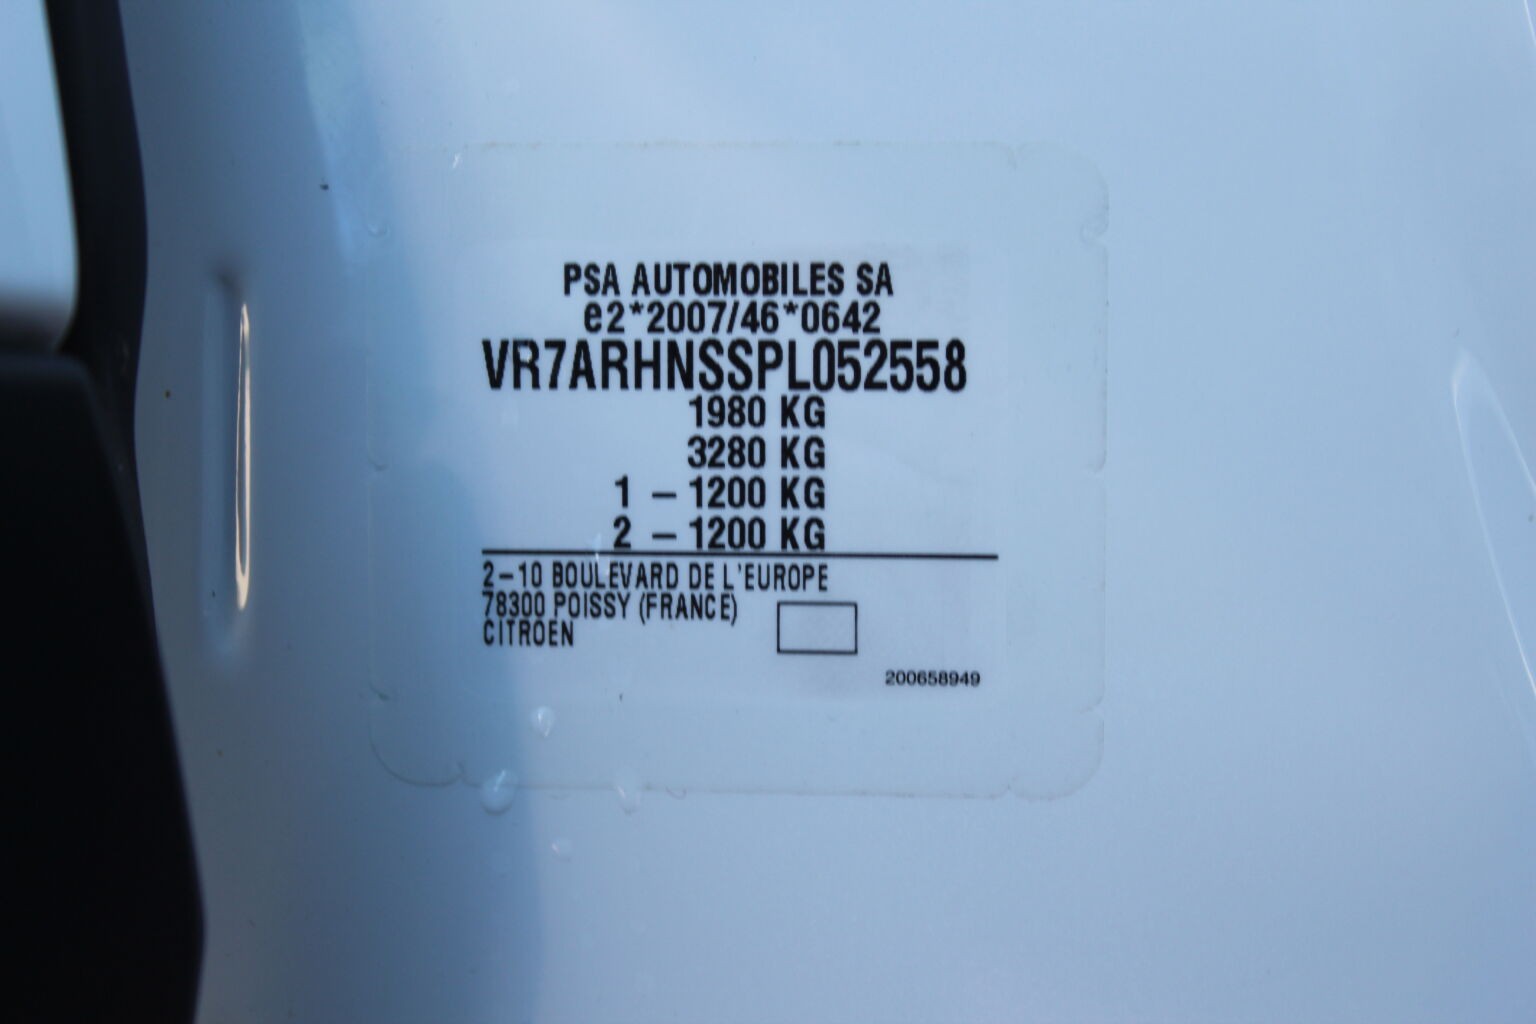 PSA AUTOMOBILES SA
e2*2007/46*0642
VR7ARHNSSPL052558
1980 KG
3280 KG
1 – 1200 KG
2 – 1200 KG
2–10 BOULEVARD DE L'EUROPE
78300 POISSY (FRANCE)
CITROEN
200658949